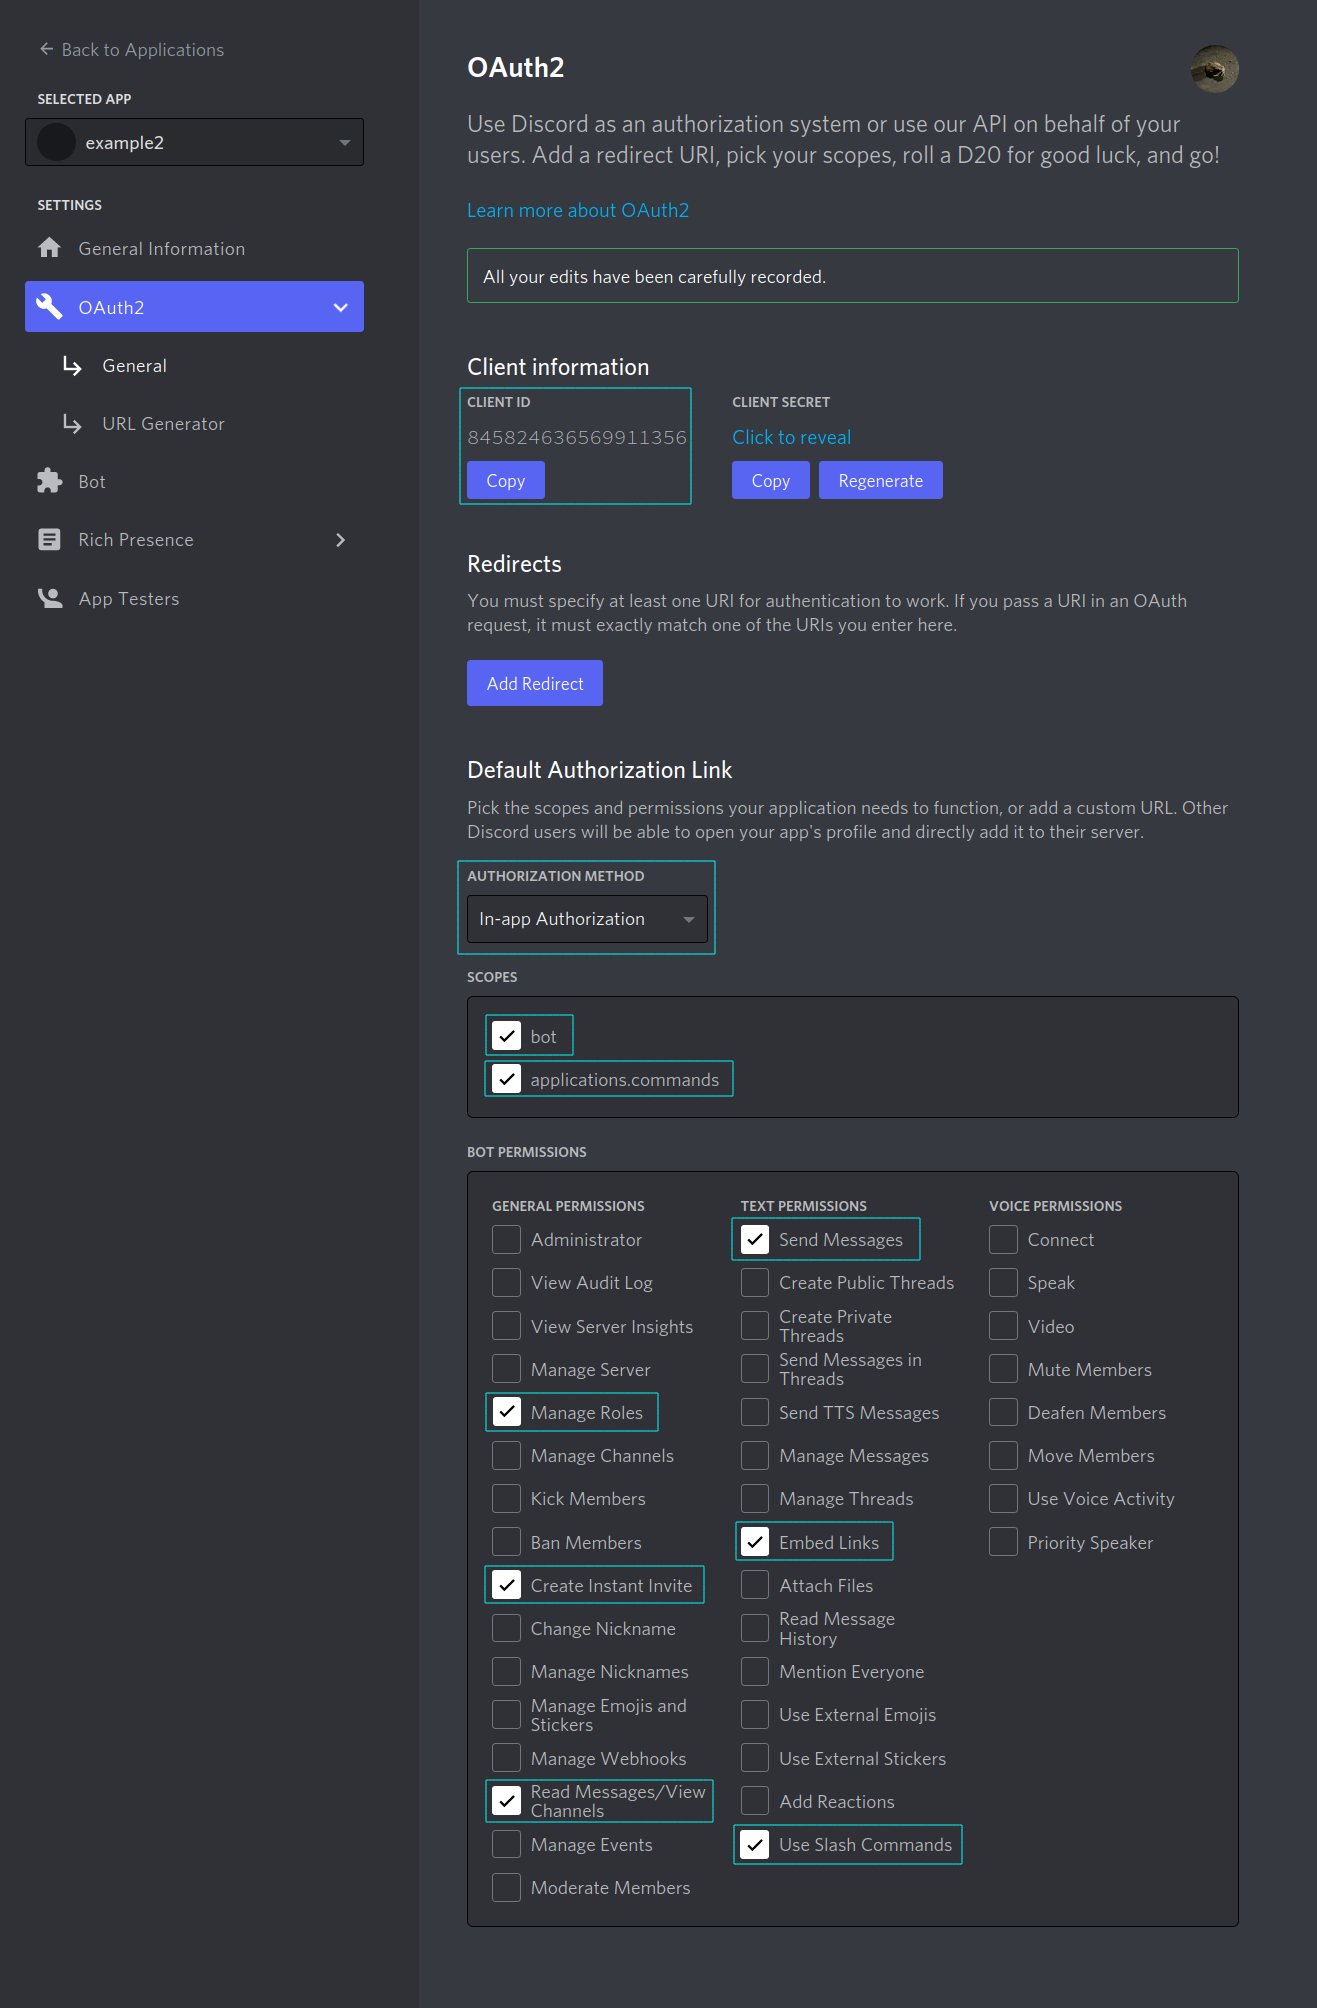 Back to Applications
SELECTED APP
example2
SETTINGS
General Information
OAuth2
General
URL Generator
Bot
Rich Presence
App Testers
OAuth2
Use Discord as an authorization system or use our API on behalf of your
users. Add a redirect URI, pick your scopes, roll a D20 for good luck, and go!
Learn more about OAuth2
All your edits have been carefully recorded.
Client information
CLIENT ID
845824636569911356
Copy
CLIENT SECRET
Click to reveal
Copy
Regenerate
Redirects
You must specify at least one URI for authentication to work. If you pass a URI in an OAuth
request, it must exactly match one of the URIs you enter here.
Add Redirect
Default Authorization Link
Pick the scopes and permissions your application needs to function, or add a custom URL. Other
Discord users will be able to open your app's profile and directly add it to their server.
AUTHORIZATION METHOD
In-app Authorization
SCOPES
bot
applications.commands
BOT PERMISSIONS
GENERAL PERMISSIONS
Administrator
View Audit Log
View Server Insights
Manage Server
Manage Roles
Manage Channels
Kick Members
Ban Members
Create Instant Invite
Change Nickname
Manage Nicknames
Manage Emojis and
Stickers
Manage Webhooks
Read Messages/View
Channels
Manage Events
Moderate Members
TEXT PERMISSIONS
Send Messages
Create Public Threads
Create Private
Threads
Send Messages in
Threads
Send TTS Messages
Manage Messages
Manage Threads
Embed Links
Attach Files
Read Message
History
Mention Everyone
Use External Emojis
Use External Stickers
Add Reactions
Use Slash Commands
VOICE PERMISSIONS
Connect
Speak
Video
Mute Members
Deafen Members
Move Members
Use Voice Activity
Priority Speaker